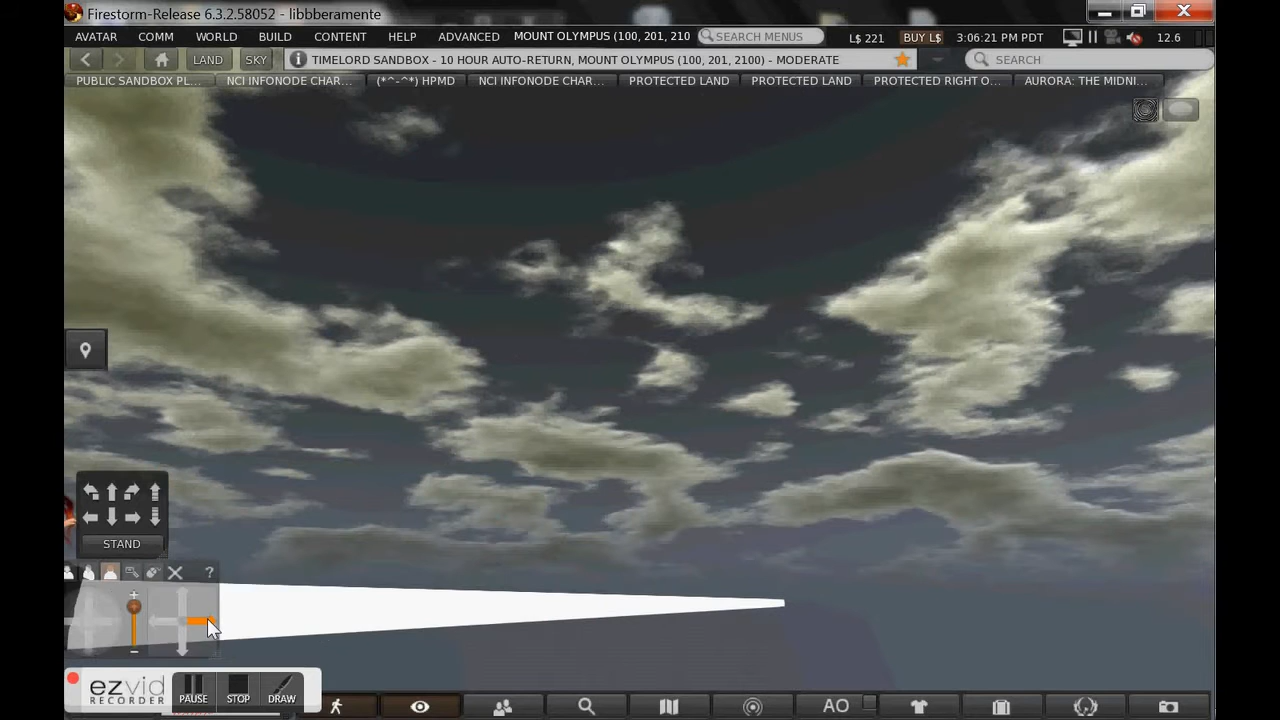 Firestorm-Release 6.3.2.58052 - libbberamente
AVATAR COMM WORLD BUILD CONTENT HELP ADVANCED MOUNT OLYMPUS (100, 201, 210 SEARCH MENUS L$ 221 BUY L$ 3:06:21 PM PDT 12.6
LAND SKY TIMELORD SANDBOX - 10 HOUR AUTO-RETURN, MOUNT OLYMPUS (100, 201, 2100) - MODERATE SEARCH
PUBLIC SANDBOX PL... NCI INFONODE CHAR... (*^-^*) HPMD NCI INFONODE CHAR... PROTECTED LAND PROTECTED LAND PROTECTED RIGHT O... AURORA: THE MIDNI...
STAND
?
ezvid
RECORDER
PAUSE STOP DRAW
AO